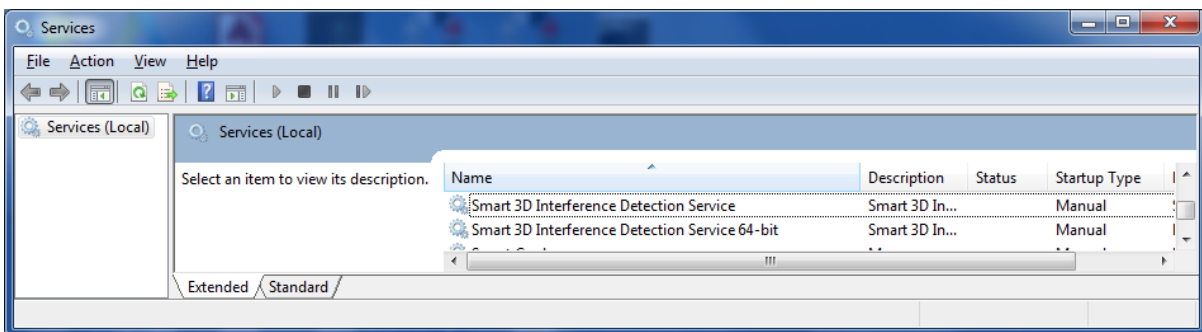 Services
File Action View Help
Services (Local)
Services (Local)
Select an item to view its description.
Name Description Status Startup Type
Smart 3D Interference Detection Service Smart 3D In... Manual
Smart 3D Interference Detection Service 64-bit Smart 3D In... Manual
Extended Standard